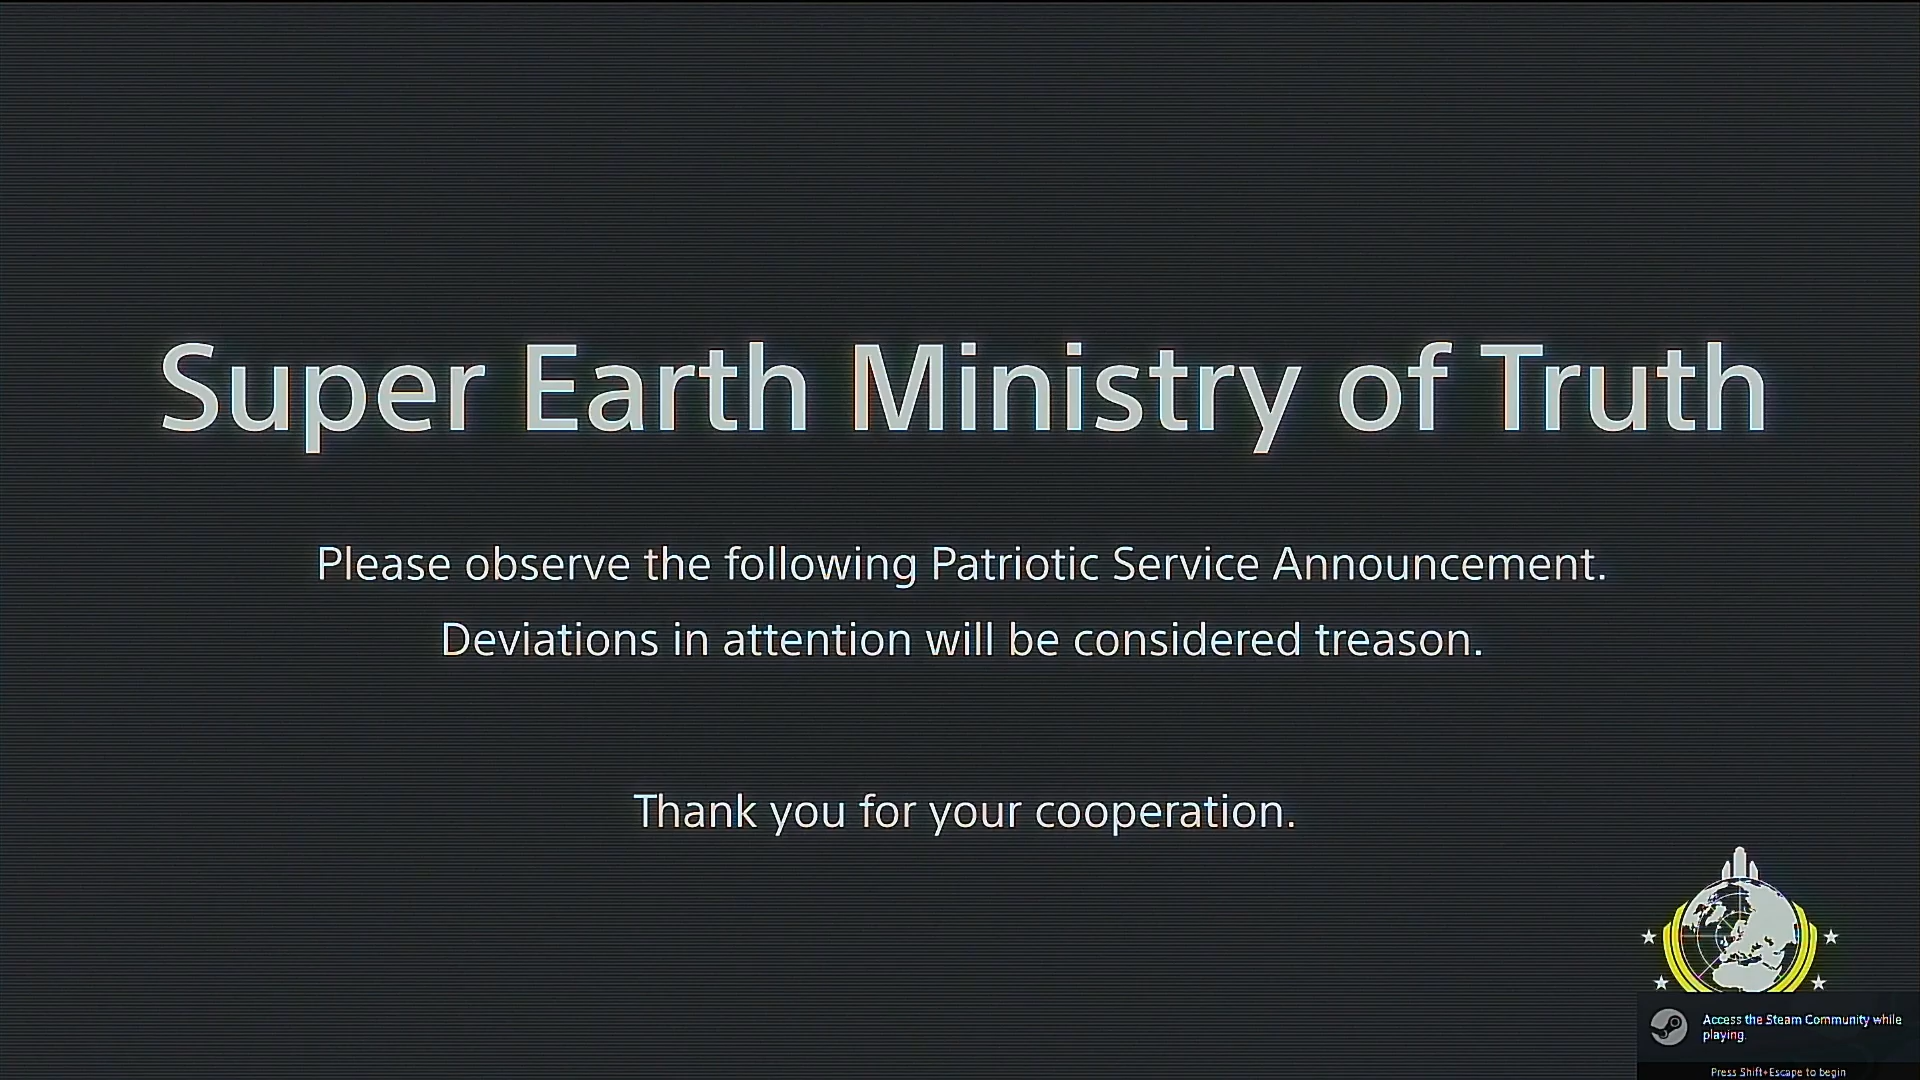 Super Earth Ministry of Truth
Please observe the following Patriotic Service Announcement.
Deviations in attention will be considered treason.
Thank you for your cooperation.
Access the Steam Community while
playing.
Press Shift+Escape to begin